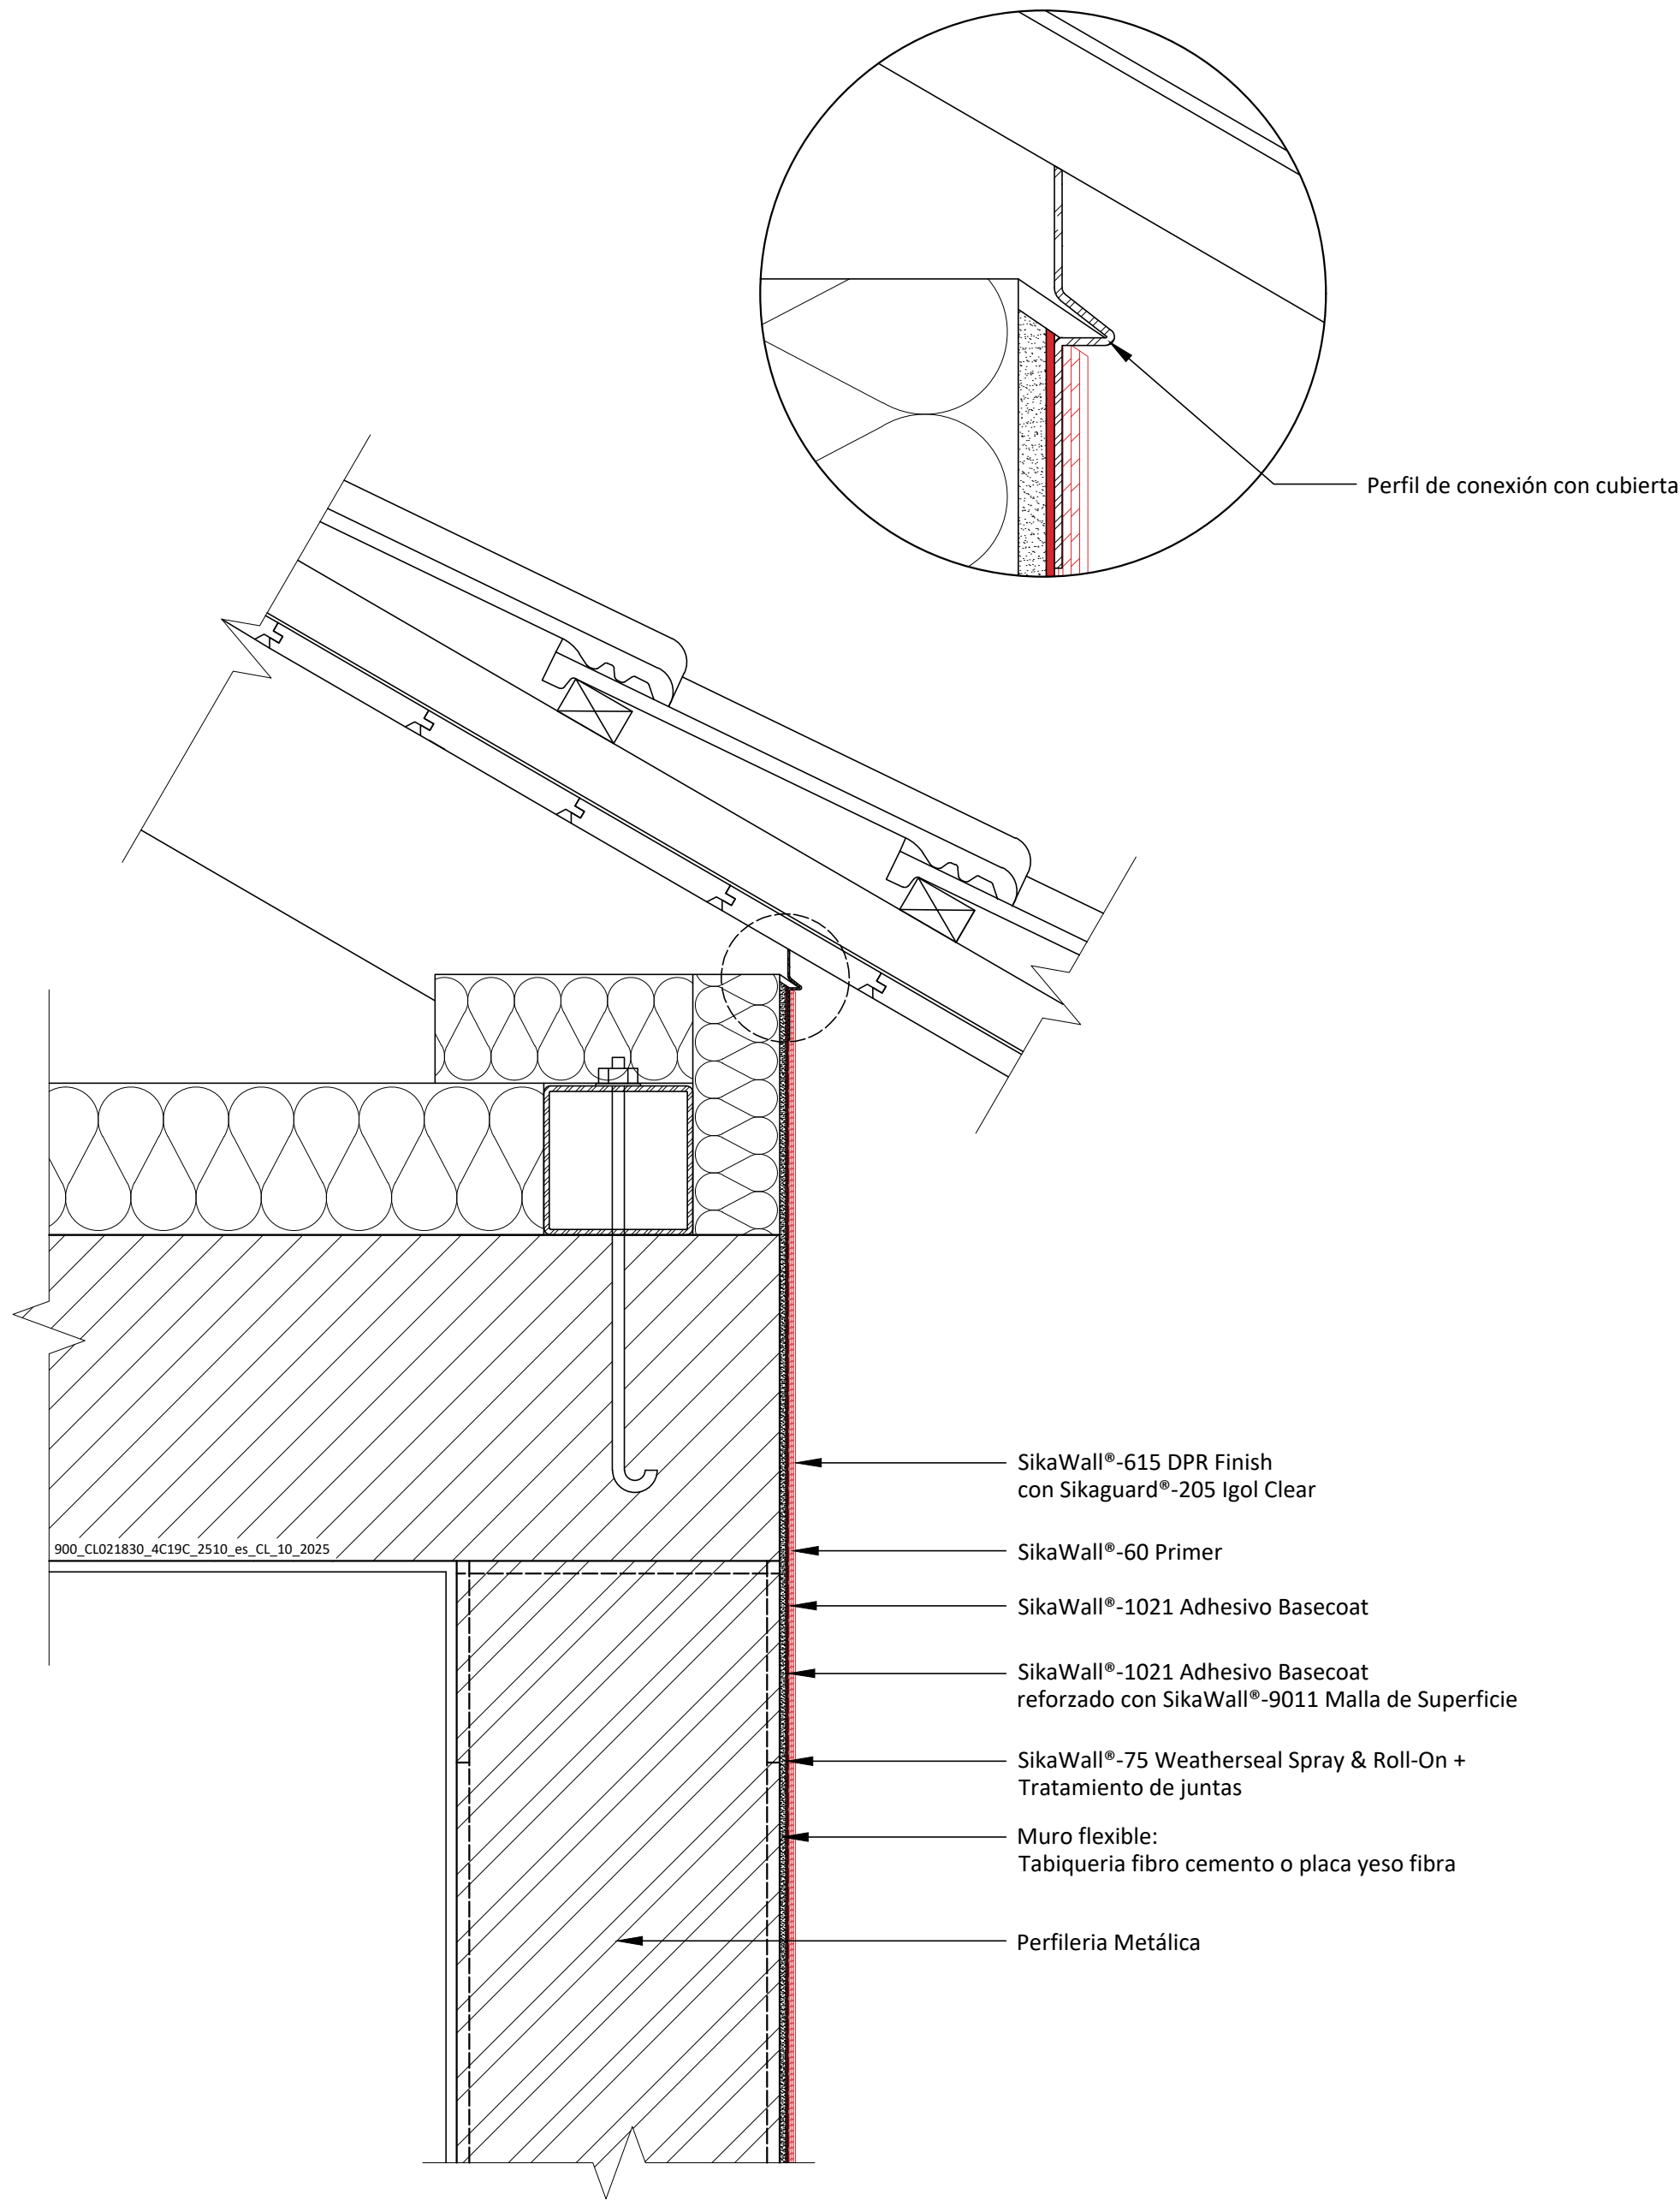 Perfil de conexión con cubierta
SikaWall®-615 DPR Finish
con Sikaguard®-205 Igol Clear
900_CL021830_4C19C_2510_es_CL_10_2025
SikaWall®-60 Primer
SikaWall®-1021 Adhesivo Basecoat
SikaWall®-1021 Adhesivo Basecoat
reforzado con SikaWall®-9011 Malla de Superficie
SikaWall®-75 Weatherseal Spray & Roll-On +
Tratamiento de juntas
Muro flexible:
Tabiqueria fibro cemento o placa yeso fibra
Perfileria Metálica